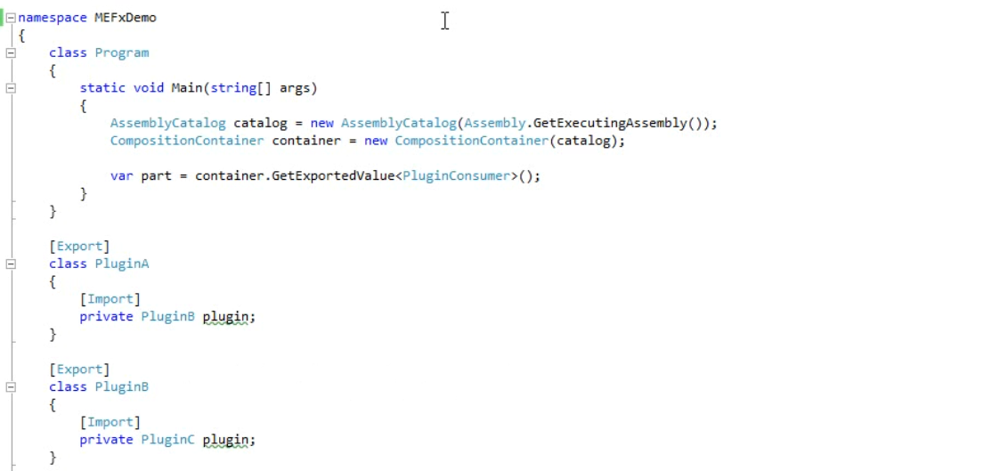 namespace MEFxDemo
{
class Program
{
static void Main(string[] args)
{
AssemblyCatalog catalog = new AssemblyCatalog(Assembly.GetExecutingAssembly());
CompositionContainer container = new CompositionContainer(catalog);
var part = container.GetExportedValue<PluginConsumer>();
}
}
[Export]
class PluginA
{
[Import]
private PluginB plugin;
}
[Export]
class PluginB
{
[Import]
private PluginC plugin;
}